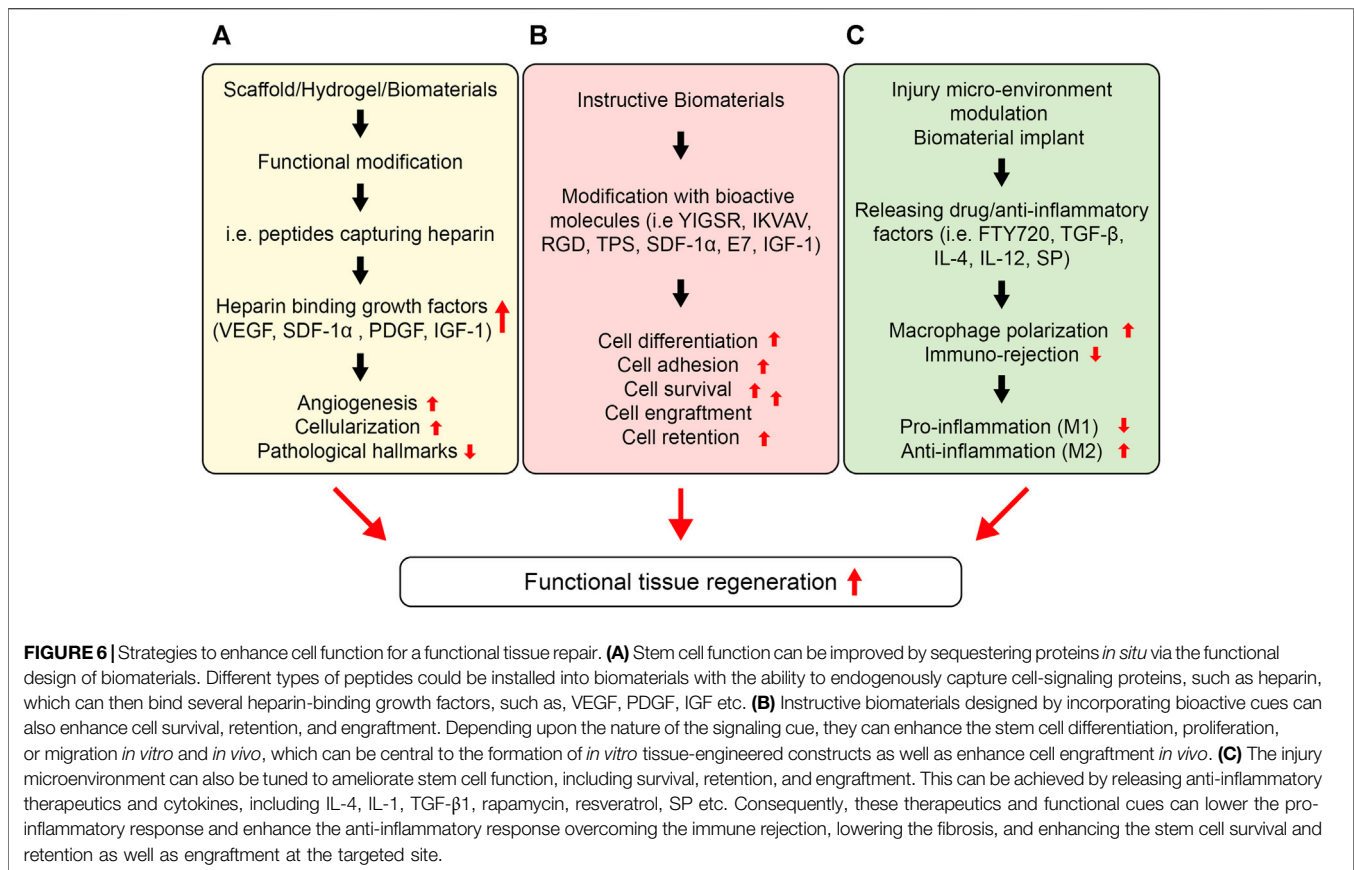 A
B
C
Scaffold/Hydrogel/Biomaterials
Functional modification
i.e. peptides capturing heparin
Heparin binding growth factors
(VEGF, SDF-1α , PDGF, IGF-1)
Angiogenesis
Cellularization
Pathological hallmarks
Instructive Biomaterials
Modification with bioactive
molecules (i.e YIGSR, IKVAV,
RGD, TPS, SDF-1α, E7, IGF-1)
Cell differentiation
Cell adhesion
Cell survival
Cell engraftment
Cell retention
Injury micro-environment
modulation
Biomaterial implant
Releasing drug/anti-inflammatory
factors (i.e. FTY720, TGF-β,
IL-4, IL-12, SP)
Macrophage polarization
Immuno-rejection
Pro-inflammation (M1)
Anti-inflammation (M2)
Functional tissue regeneration
FIGURE 6 | Strategies to enhance cell function for a functional tissue repair. (A) Stem cell function can be improved by sequestering proteins in situ via the functional
design of biomaterials. Different types of peptides could be installed into biomaterials with the ability to endogenously capture cell-signaling proteins, such as heparin,
which can then bind several heparin-binding growth factors, such as, VEGF, PDGF, IGF etc. (B) Instructive biomaterials designed by incorporating bioactive cues can
also enhance cell survival, retention, and engraftment. Depending upon the nature of the signaling cue, they can enhance the stem cell differentiation, proliferation,
or migration in vitro and in vivo, which can be central to the formation of in vitro tissue-engineered constructs as well as enhance cell engraftment in vivo. (C) The injury
microenvironment can also be tuned to ameliorate stem cell function, including survival, retention, and engraftment. This can be achieved by releasing anti-inflammatory
therapeutics and cytokines, including IL-4, IL-1, TGF-β1, rapamycin, resveratrol, SP etc. Consequently, these therapeutics and functional cues can lower the pro-
inflammatory response and enhance the anti-inflammatory response overcoming the immune rejection, lowering the fibrosis, and enhancing the stem cell survival and
retention as well as engraftment at the targeted site.